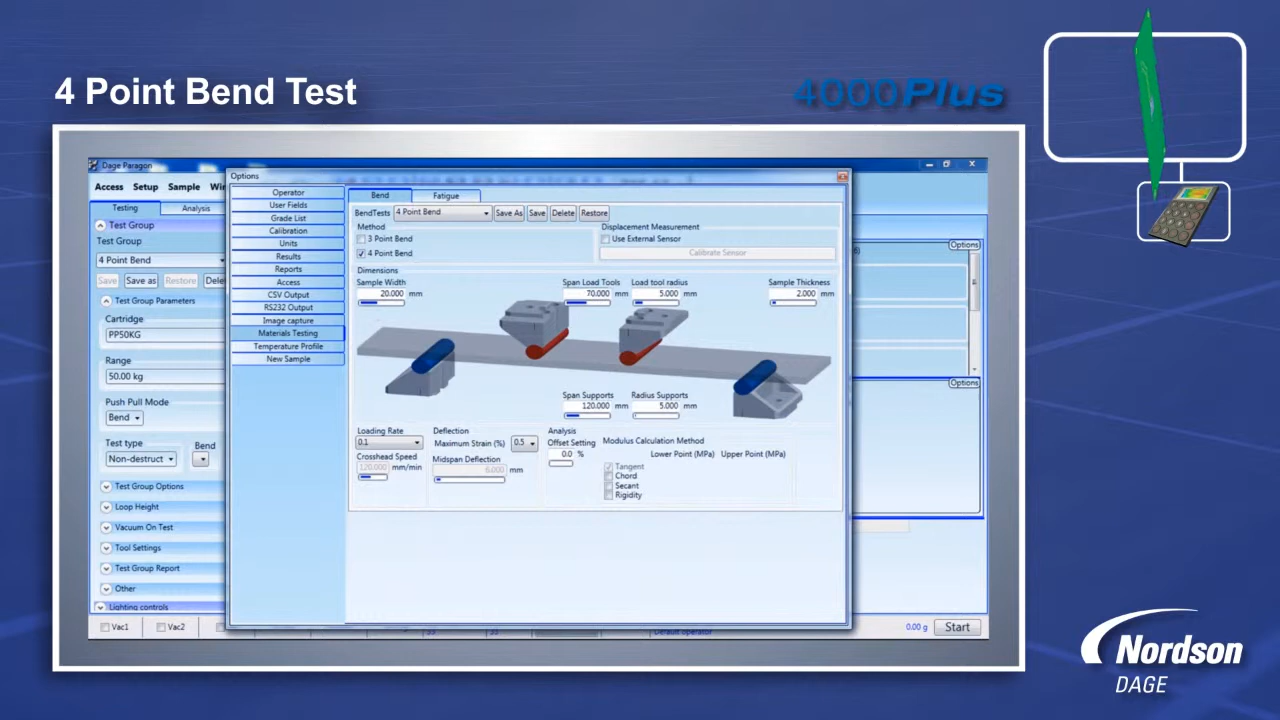 4 Point Bend Test
4000Plus
Dage Paragon
Access Setup Sample Win
Testing Analysis
Test Group
Test Group
4 Point Bend
Save Save as Restore Dele
Test Group Parameters
Cartridge
PP50KG
Range
50.00 kg
Push Pull Mode
Bend
Test type Bend
Non-destruct
Test Group Options
Loop Height
Vacuum On Test
Tool Settings
Test Group Report
Other
Lighting controls
Vac1 Vac2
Options
Operator
User Fields
Grade List
Calibration
Units
Results
Reports
Access
CSV Output
RS232 Output
Image capture
Materials Testing
Temperature Profile
New Sample
Bend Fatigue
BendTests 4 Point Bend Save As Save Delete Restore
Method
3 Point Bend
4 Point Bend
Displacement Measurement
Use External Sensor
Calibrate Sensor
Dimensions
Sample Width Span Load Tools Load tool radius Sample Thickness
20.000 mm 70.000 mm 5.000 mm 2.000 mm
Span Supports Radius Supports
120.000 mm 5.000 mm
Loading Rate
0.1
Crosshead Speed
120.000 mm/min
Deflection
Maximum Strain (%) 0.5
Midspan Deflection
6.000 mm
Analysis
Offset Setting
0.0 %
Modulus Calculation Method
Lower Point (MPa) Upper Point (MPa)
Tangent
Chord
Secant
Rigidity
Options
Options
Default operator
0.00 g Start
Nordson
DAGE